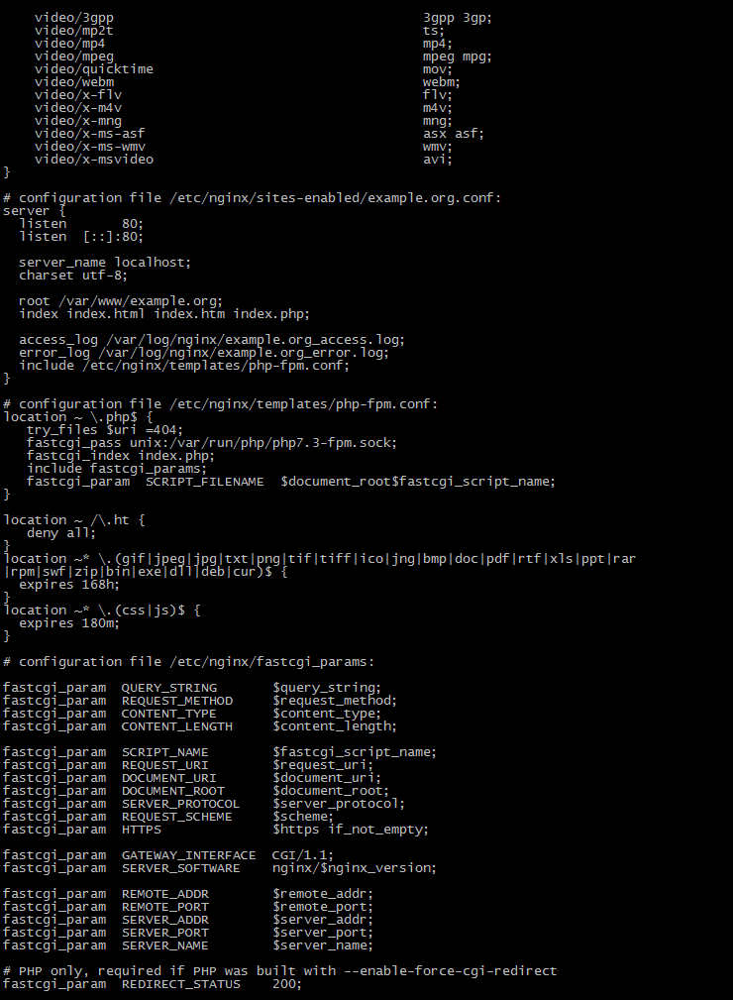 video/3gpp                                       3gpp 3gp;
    video/mp2t                                       ts;
    video/mp4                                        mp4;
    video/mpeg                                       mpeg mpg;
    video/quicktime                                  mov;
    video/webm                                       webm;
    video/x-flv                                      flv;
    video/x-m4v                                      m4v;
    video/x-mng                                      mng;
    video/x-ms-asf                                   asx asf;
    video/x-ms-wmv                                   wmv;
    video/x-msvideo                                  avi;
}

# configuration file /etc/nginx/sites-enabled/example.org.conf:
server {
  listen       80;
  listen  [::]:80;

  server_name localhost;
  charset utf-8;

  root /var/www/example.org;
  index index.html index.htm index.php;

  access_log /var/log/nginx/example.org_access.log;
  error_log /var/log/nginx/example.org_error.log;
  include /etc/nginx/templates/php-fpm.conf;
}

# configuration file /etc/nginx/templates/php-fpm.conf:
location ~ \.php$ {
   try_files $uri =404;
   fastcgi_pass unix:/var/run/php/php7.3-fpm.sock;
   fastcgi_index index.php;
   include fastcgi_params;
   fastcgi_param  SCRIPT_FILENAME  $document_root$fastcgi_script_name;
}

location ~ /\.ht {
   deny all;
}
location ~* \.(gif|jpeg|jpg|txt|png|tif|tiff|ico|jng|bmp|doc|pdf|rtf|xls|ppt|rar
|rpm|swf|zip|bin|exe|dll|deb|cur)$ {
  expires 168h;
}
location ~* \.(css|js)$ {
  expires 180m;
}

# configuration file /etc/nginx/fastcgi_params:

fastcgi_param  QUERY_STRING       $query_string;
fastcgi_param  REQUEST_METHOD     $request_method;
fastcgi_param  CONTENT_TYPE       $content_type;
fastcgi_param  CONTENT_LENGTH     $content_length;

fastcgi_param  SCRIPT_NAME        $fastcgi_script_name;
fastcgi_param  REQUEST_URI        $request_uri;
fastcgi_param  DOCUMENT_URI       $document_uri;
fastcgi_param  DOCUMENT_ROOT      $document_root;
fastcgi_param  SERVER_PROTOCOL    $server_protocol;
fastcgi_param  REQUEST_SCHEME     $scheme;
fastcgi_param  HTTPS              $https if_not_empty;

fastcgi_param  GATEWAY_INTERFACE  CGI/1.1;
fastcgi_param  SERVER_SOFTWARE    nginx/$nginx_version;

fastcgi_param  REMOTE_ADDR        $remote_addr;
fastcgi_param  REMOTE_PORT        $remote_port;
fastcgi_param  SERVER_ADDR        $server_addr;
fastcgi_param  SERVER_PORT        $server_port;
fastcgi_param  SERVER_NAME        $server_name;

# PHP only, required if PHP was built with --enable-force-cgi-redirect
fastcgi_param  REDIRECT_STATUS    200;